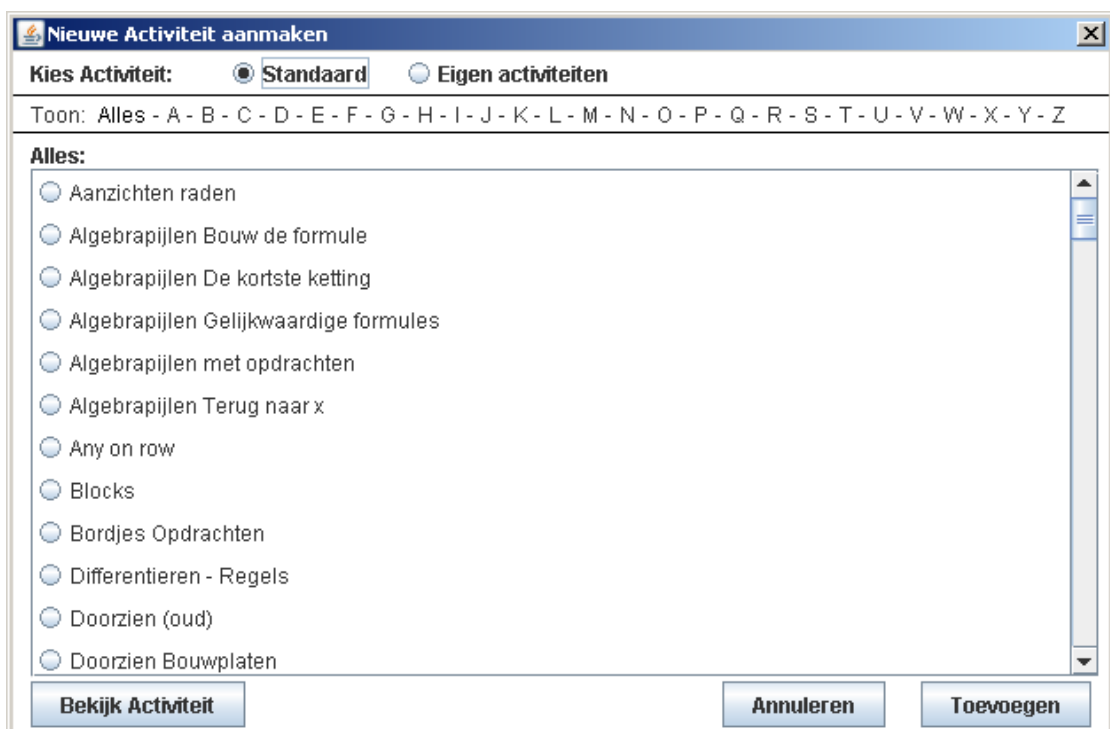 Nieuwe Activiteit aanmaken
Kies Activiteit: Standaard Eigen activiteiten
Toon: Alles - A - B - C - D - E - F - G - H - I - J - K - L - M - N - O - P - Q - R - S - T - U - V - W - X - Y - Z
Alles:
Aanzichten raden
Algebrapijlen Bouw de formule
Algebrapijlen De kortste ketting
Algebrapijlen Gelijkwaardige formules
Algebrapijlen met opdrachten
Algebrapijlen Terug naar x
Any on row
Blocks
Bordjes Opdrachten
Differentieren - Regels
Doorzien (oud)
Doorzien Bouwplaten
Bekijk Activiteit Annuleren Toevoegen